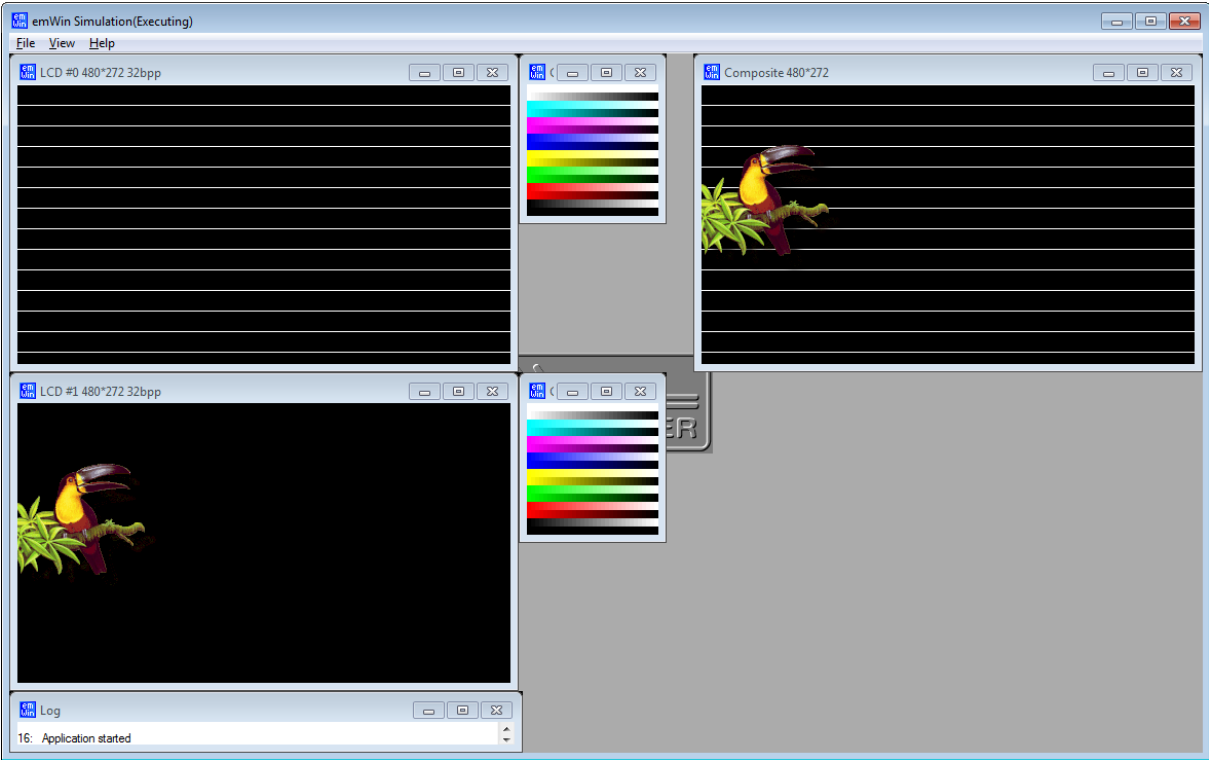 emWin Simulation(Executing)
File View Help
LCD #0 480*272 32bpp
Composite 480*272
LCD #1 480*272 32bpp
ER
Log
16: Application started